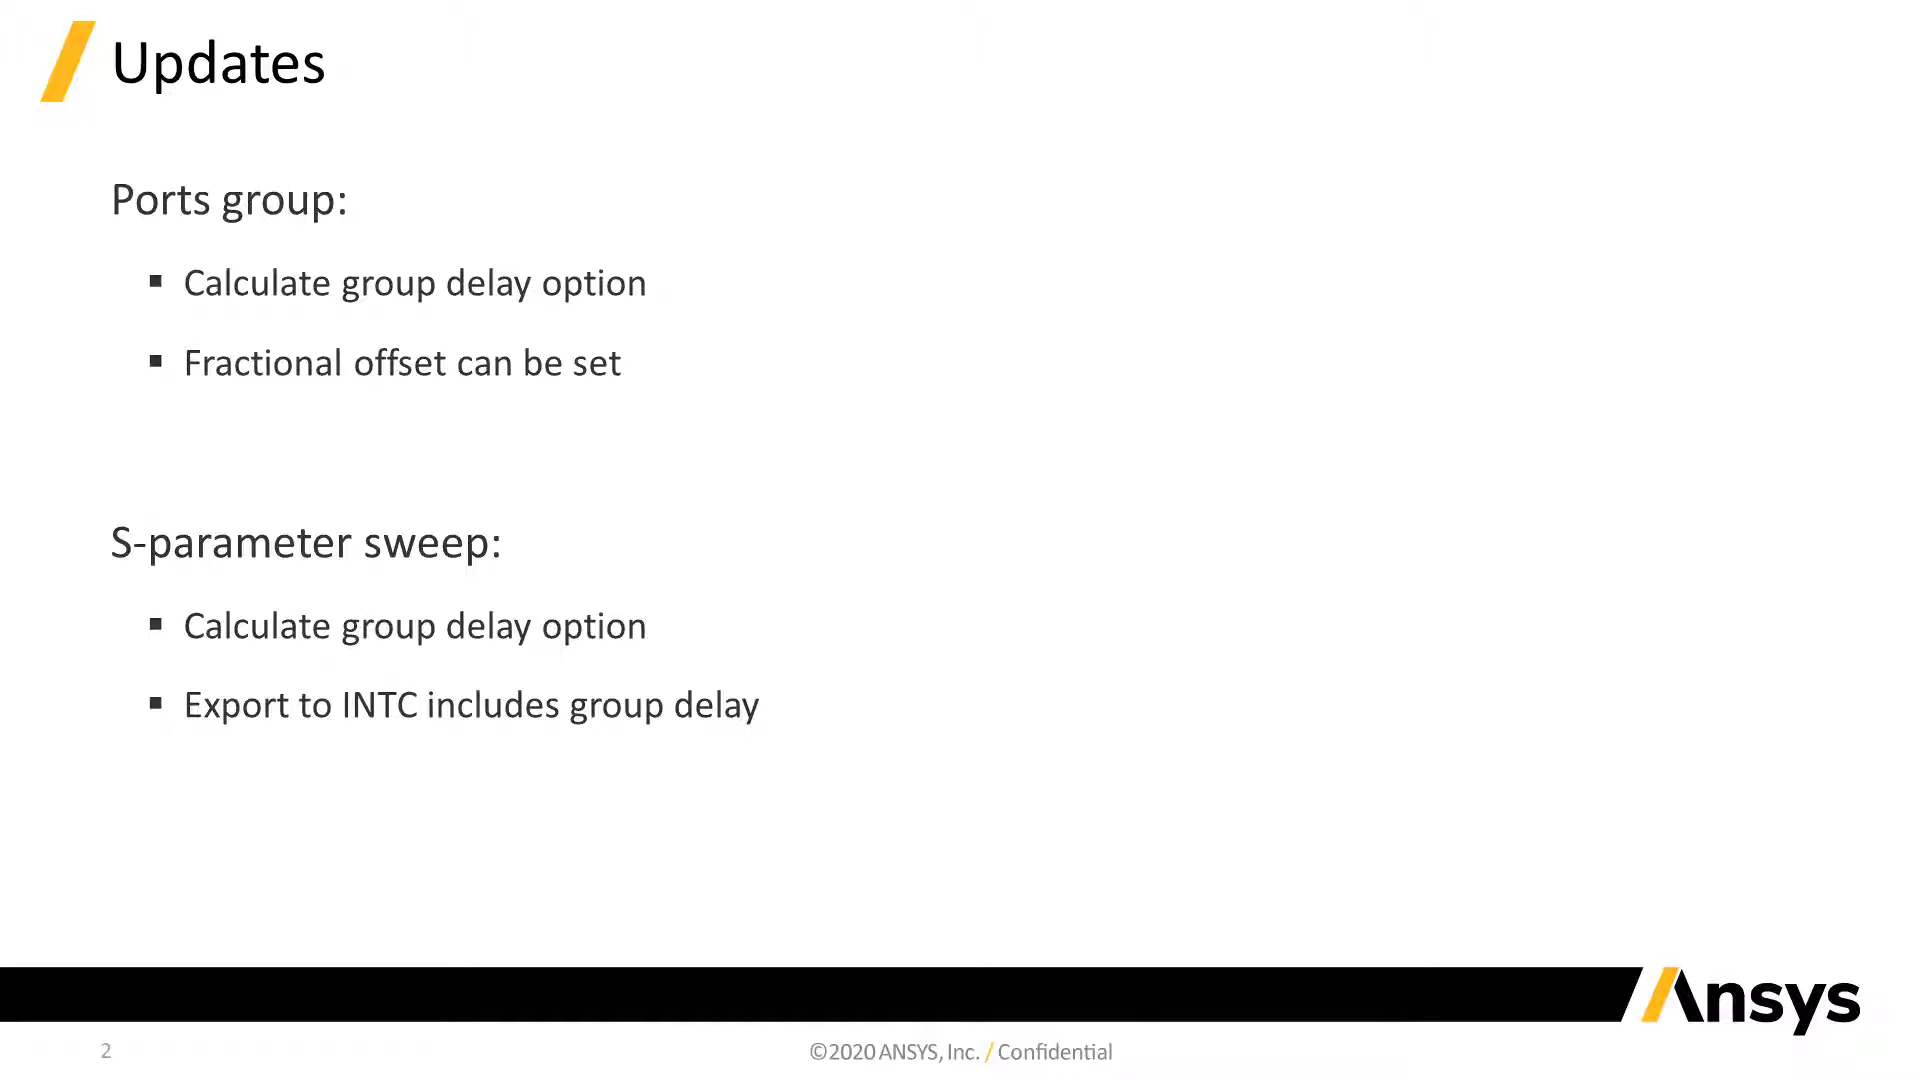 Updates
Ports group:
▪ Calculate group delay option
▪ Fractional offset can be set
S-parameter sweep:
▪ Calculate group delay option
▪ Export to INTC includes group delay
Ansys
2
©2020 ANSYS, Inc. / Confidential